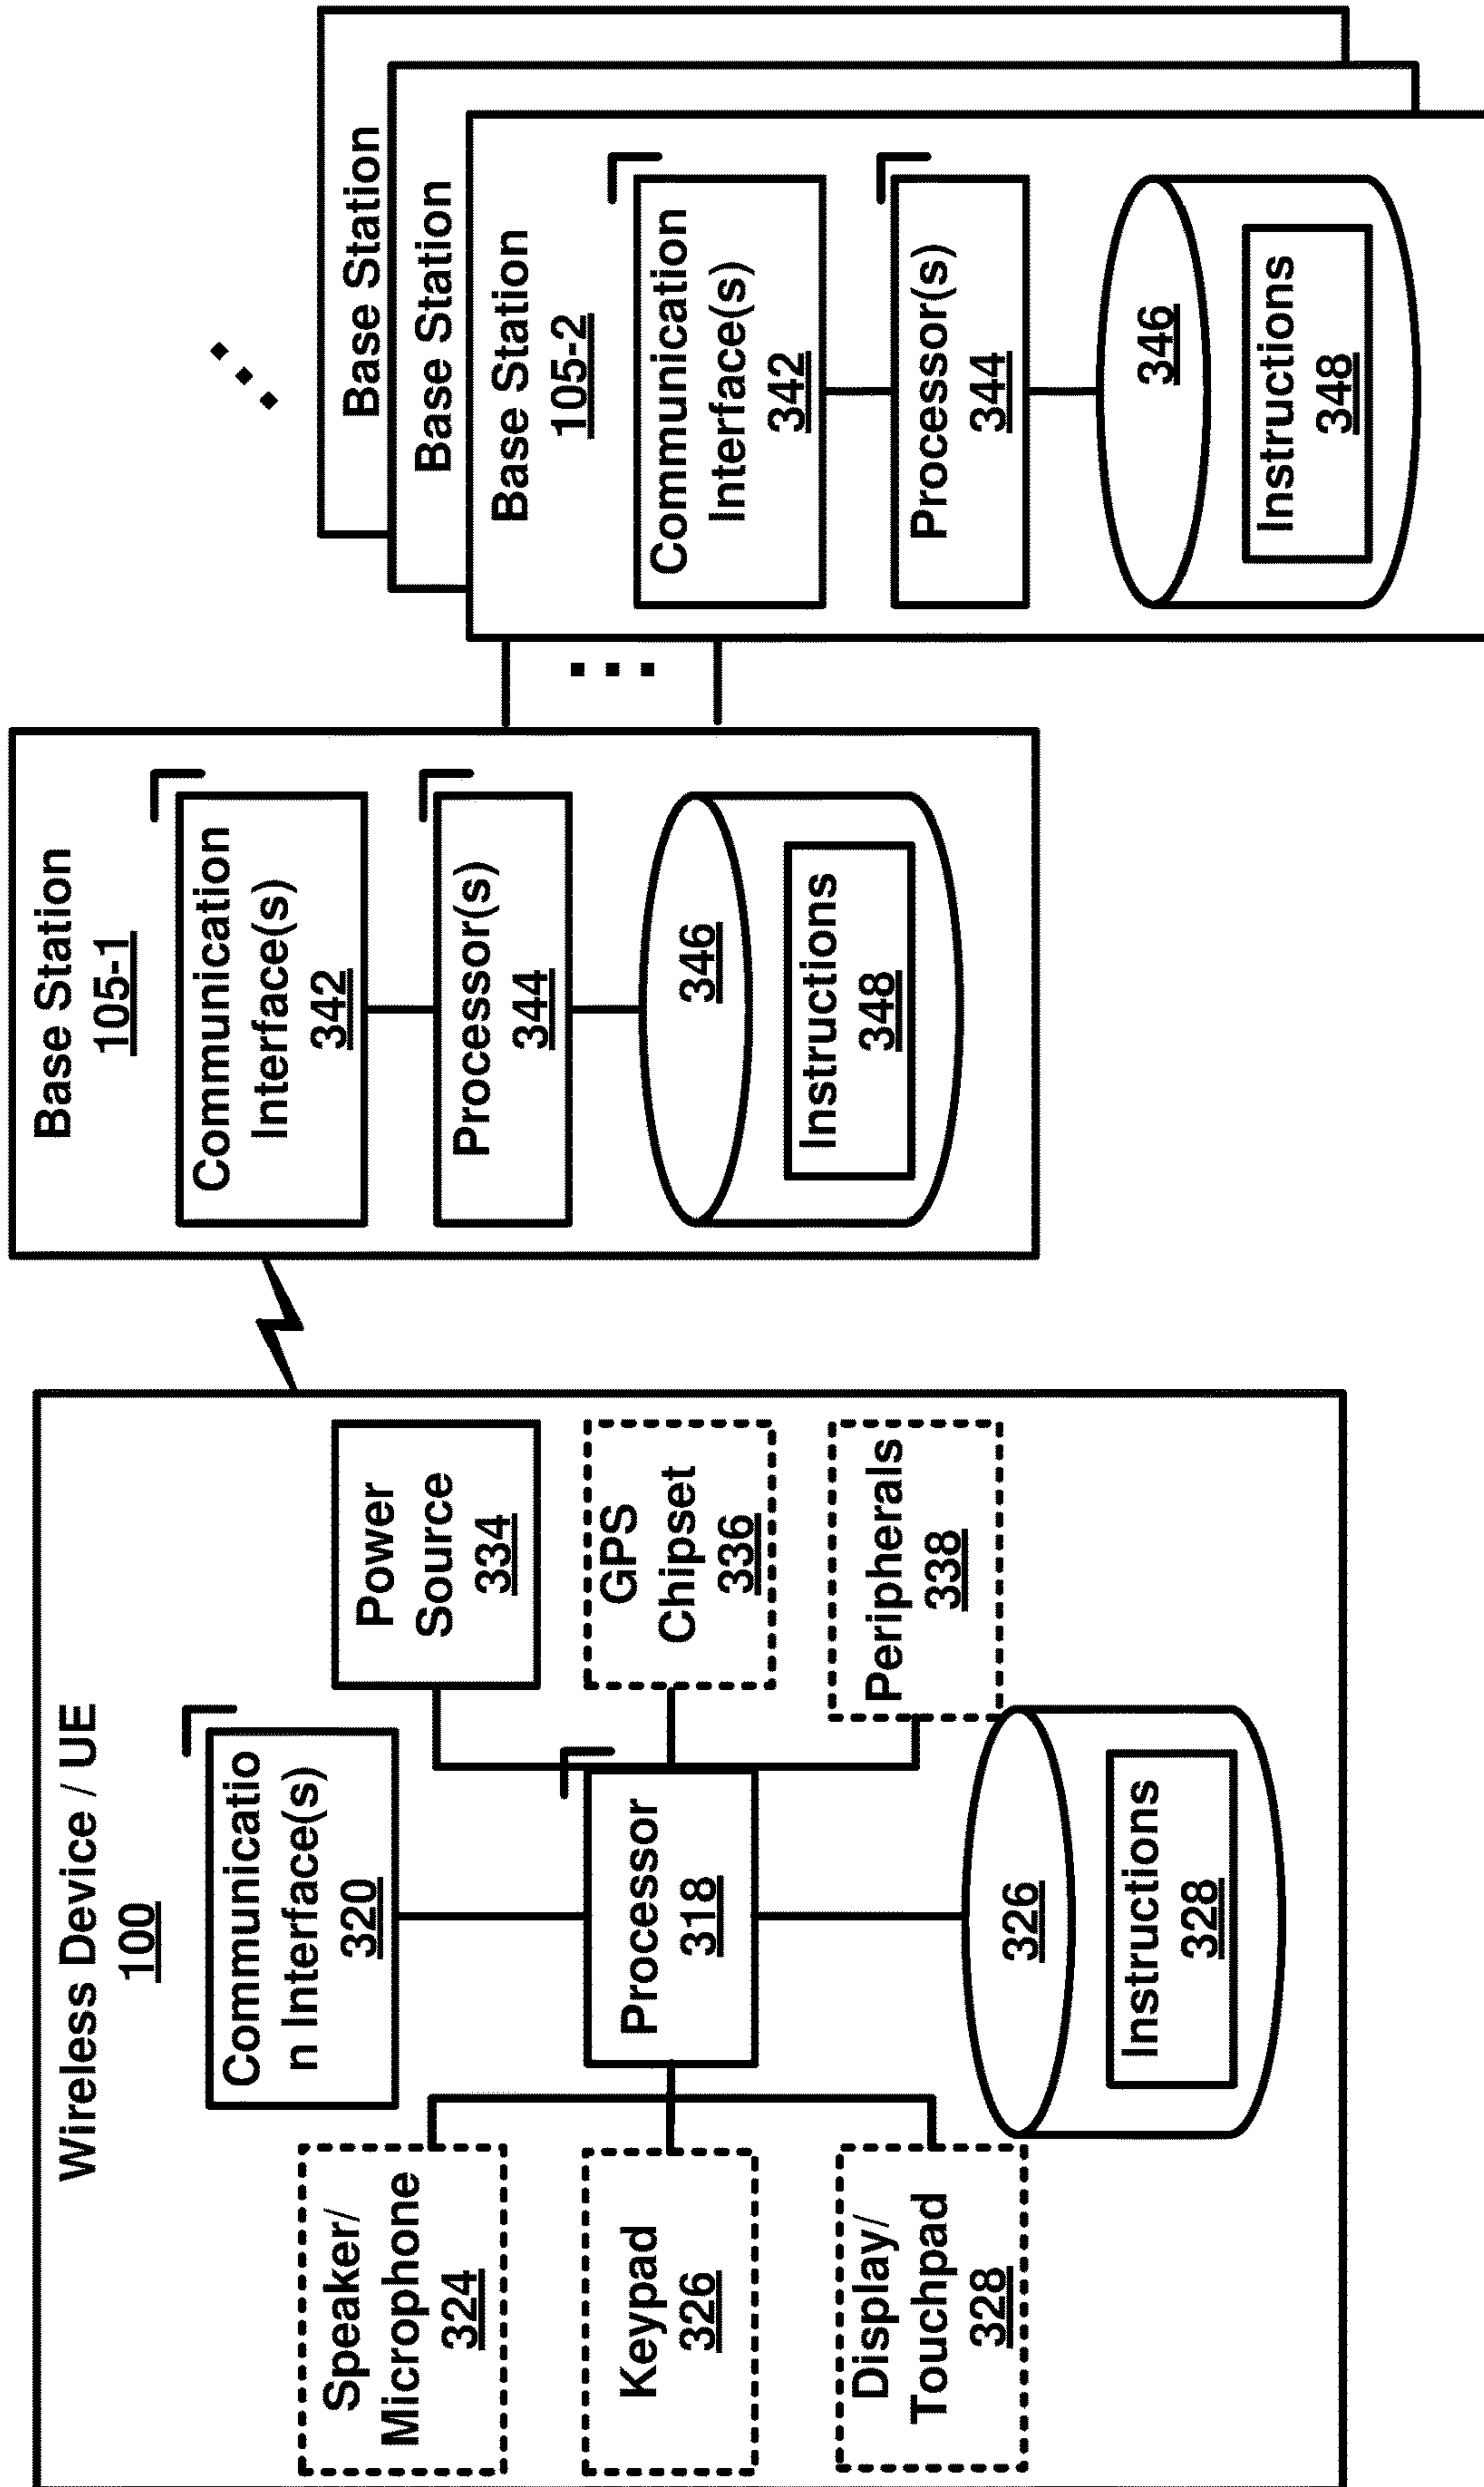 Wireless Device / UE
100
Communicatio
n Interface(s)
320
Speaker/
Microphone
324
Keypad
326
Display/
Touchpad
328
Processor
318
Power
Source
334
GPS
Chipset
336
Peripherals
338
326
Instructions
328
Base Station
105-1
Communication
Interface(s)
342
Processor(s)
344
346
Instructions
348
Base Station
Base Station
Base Station
105-2
Communication
Interface(s)
342
Processor(s)
344
346
Instructions
348